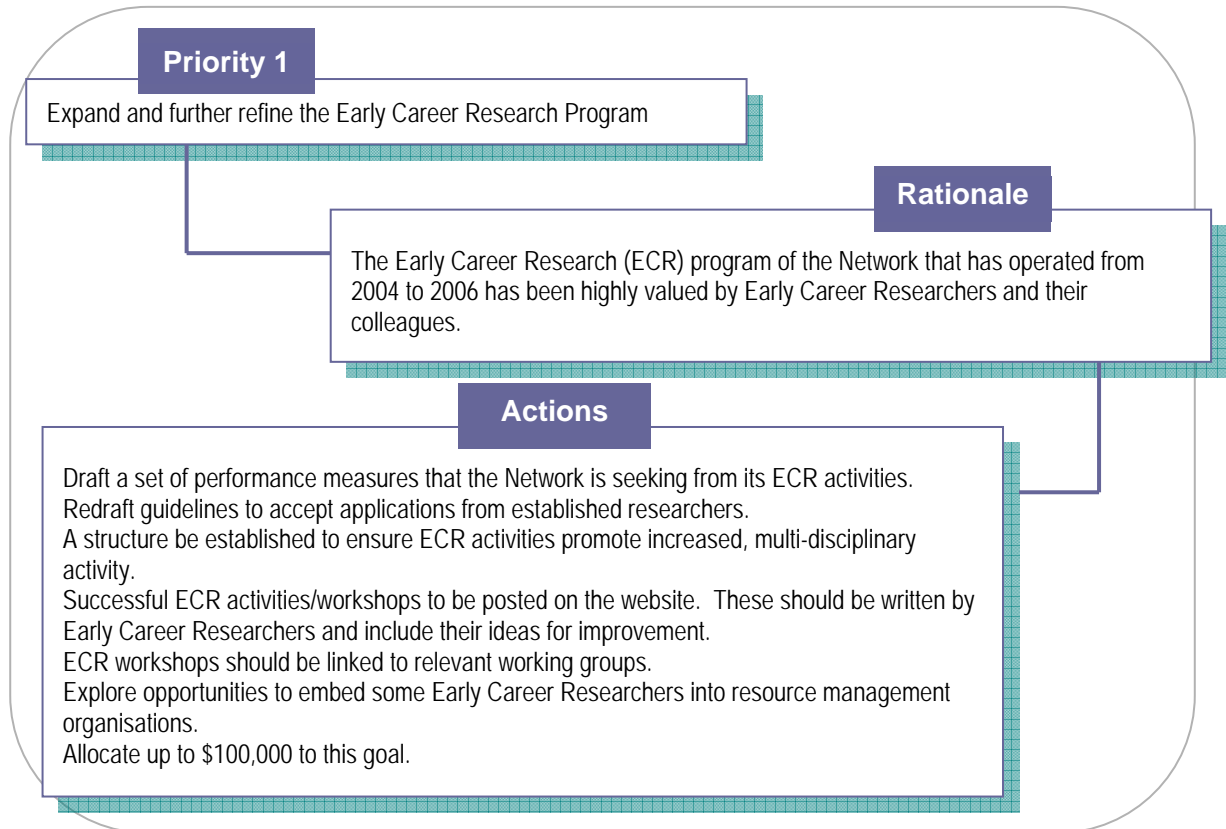 Priority 1
Expand and further refine the Early Career Research Program
Rationale
The Early Career Research (ECR) program of the Network that has operated from
2004 to 2006 has been highly valued by Early Career Researchers and their
colleagues.
Actions
Draft a set of performance measures that the Network is seeking from its ECR activities.
Redraft guidelines to accept applications from established researchers.
A structure be established to ensure ECR activities promote increased, multi-disciplinary
activity.
Successful ECR activities/workshops to be posted on the website.  These should be written by
Early Career Researchers and include their ideas for improvement.
ECR workshops should be linked to relevant working groups.
Explore opportunities to embed some Early Career Researchers into resource management
organisations.
Allocate up to $100,000 to this goal.